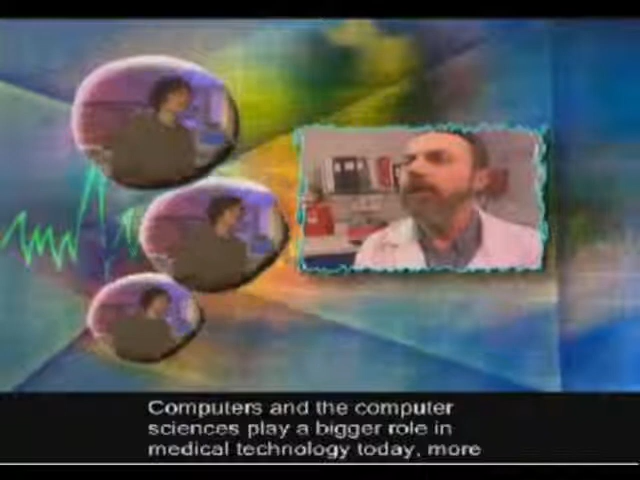 Computers and the computer
sciences play a bigger role in
medical technology today, more